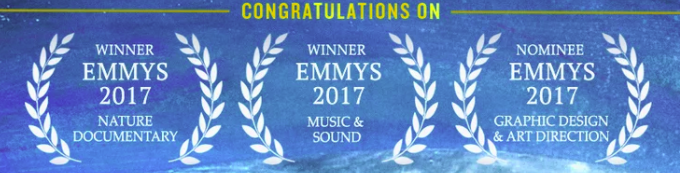 CONGRATULATIONS ON
WINNER
EMMYS
2017
NATURE
DOCUMENTARY
WINNER
EMMYS
2017
MUSIC &
SOUND
NOMINEE
EMMYS
2017
GRAPHIC DESIGN
& ART DIRECTION